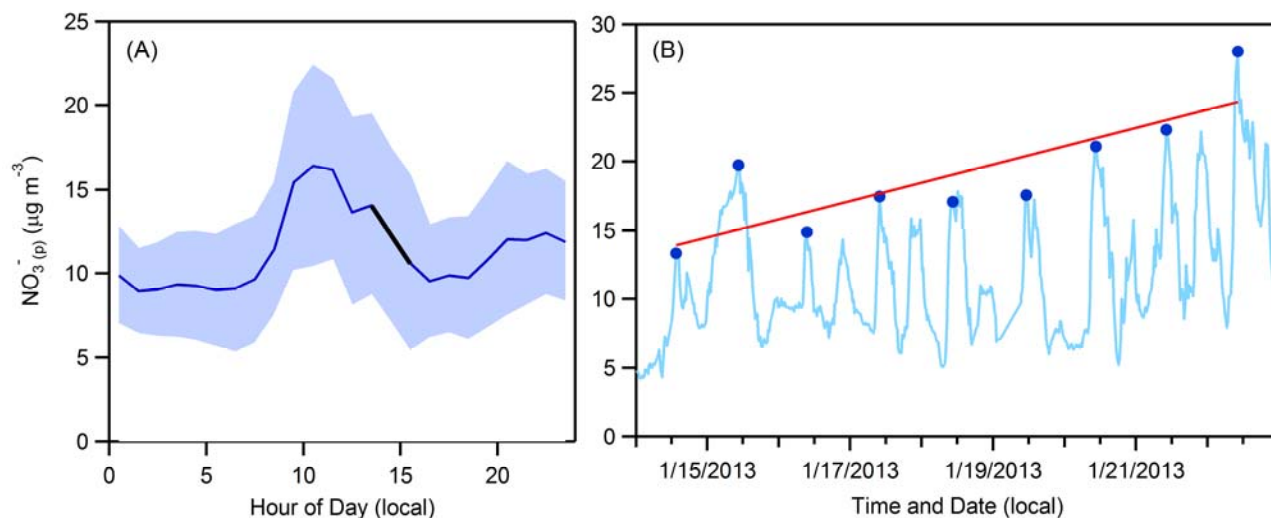 (A)
25
20
15
10
5
0
NO₃⁻(p) (μg m⁻³)
0 5 10 15 20
Hour of Day (local)
(B)
30
25
20
15
10
5
0
1/15/2013 1/17/2013 1/19/2013 1/21/2013
Time and Date (local)